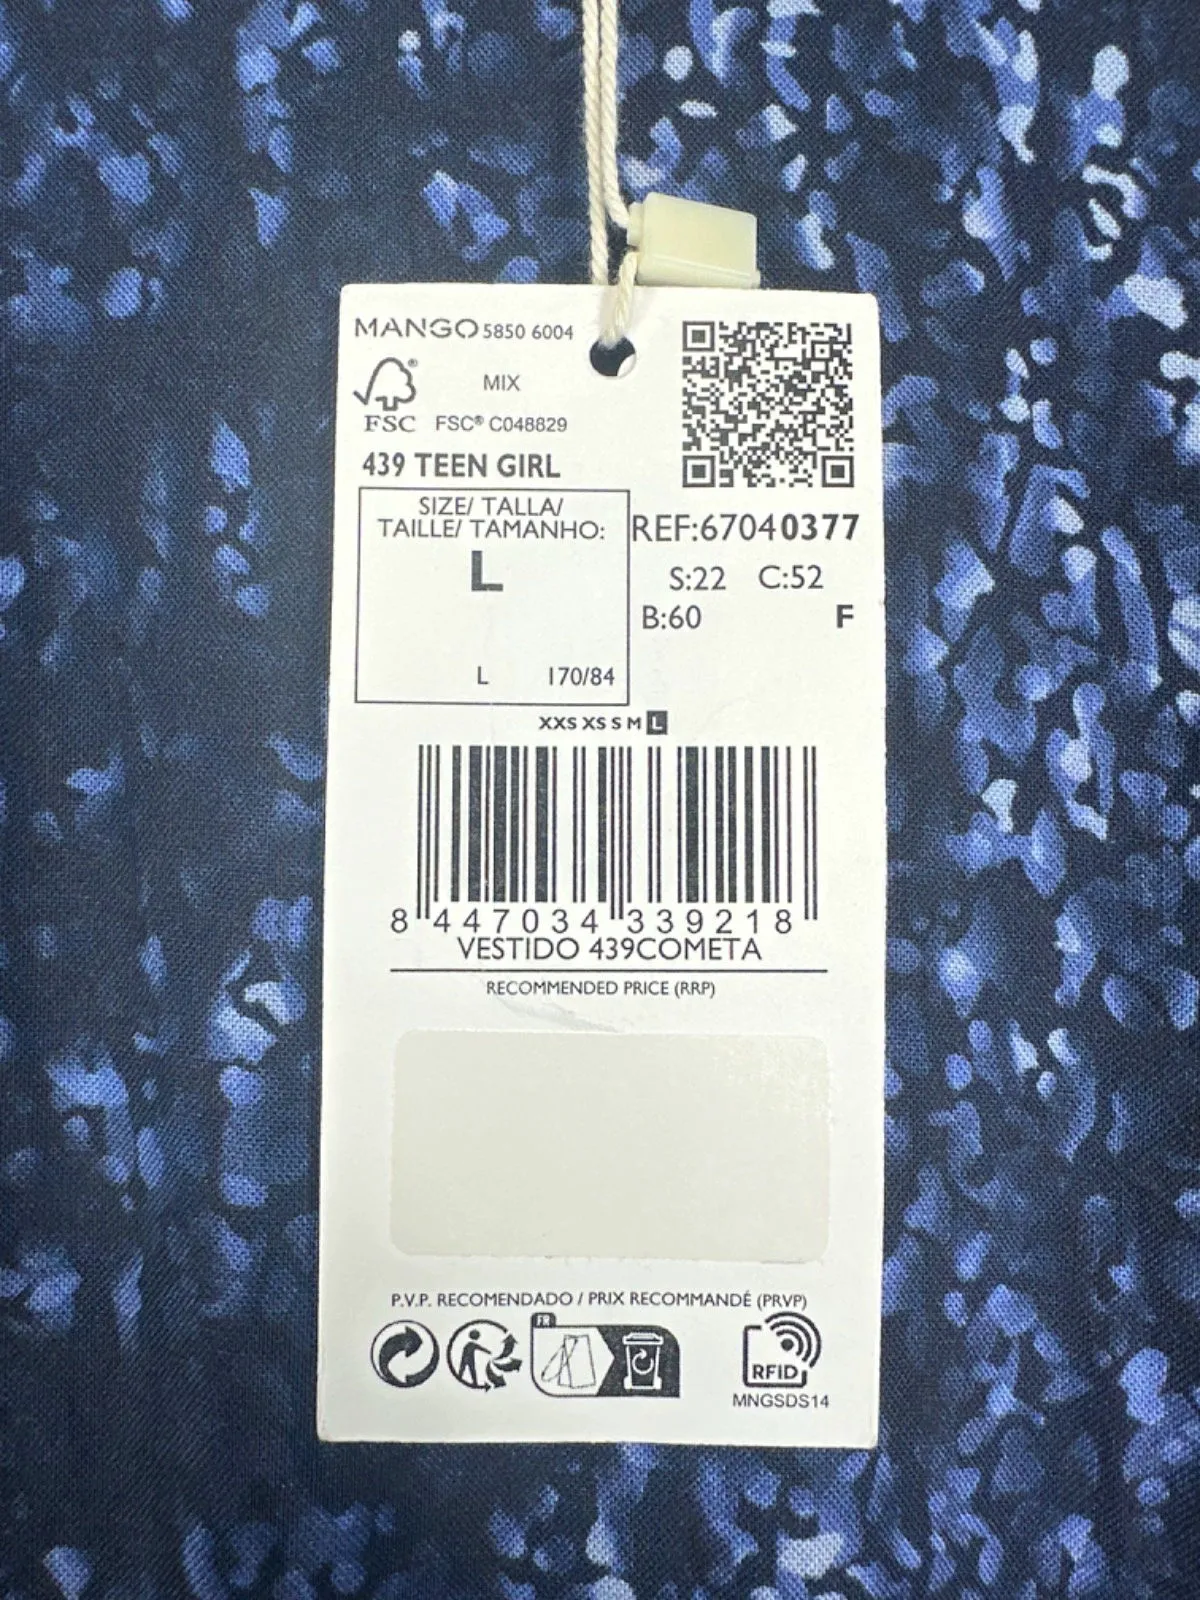 MANGO 5850 6004
MIX
FSC® FSC® C048829
439 TEEN GIRL
SIZE/ TALLA/
TAILLE/ TAMANHO:
L
L 170/84
REF:67040377
S:22 C:52
B:60 F
XXS XS S M L
8 447034 339218
VESTIDO 439COMETA
RECOMMENDED PRICE (RRP)
P.V.P. RECOMENDADO / PRIX RECOMMANDÉ (PRVP)
FR
RFID
MNGSDS14